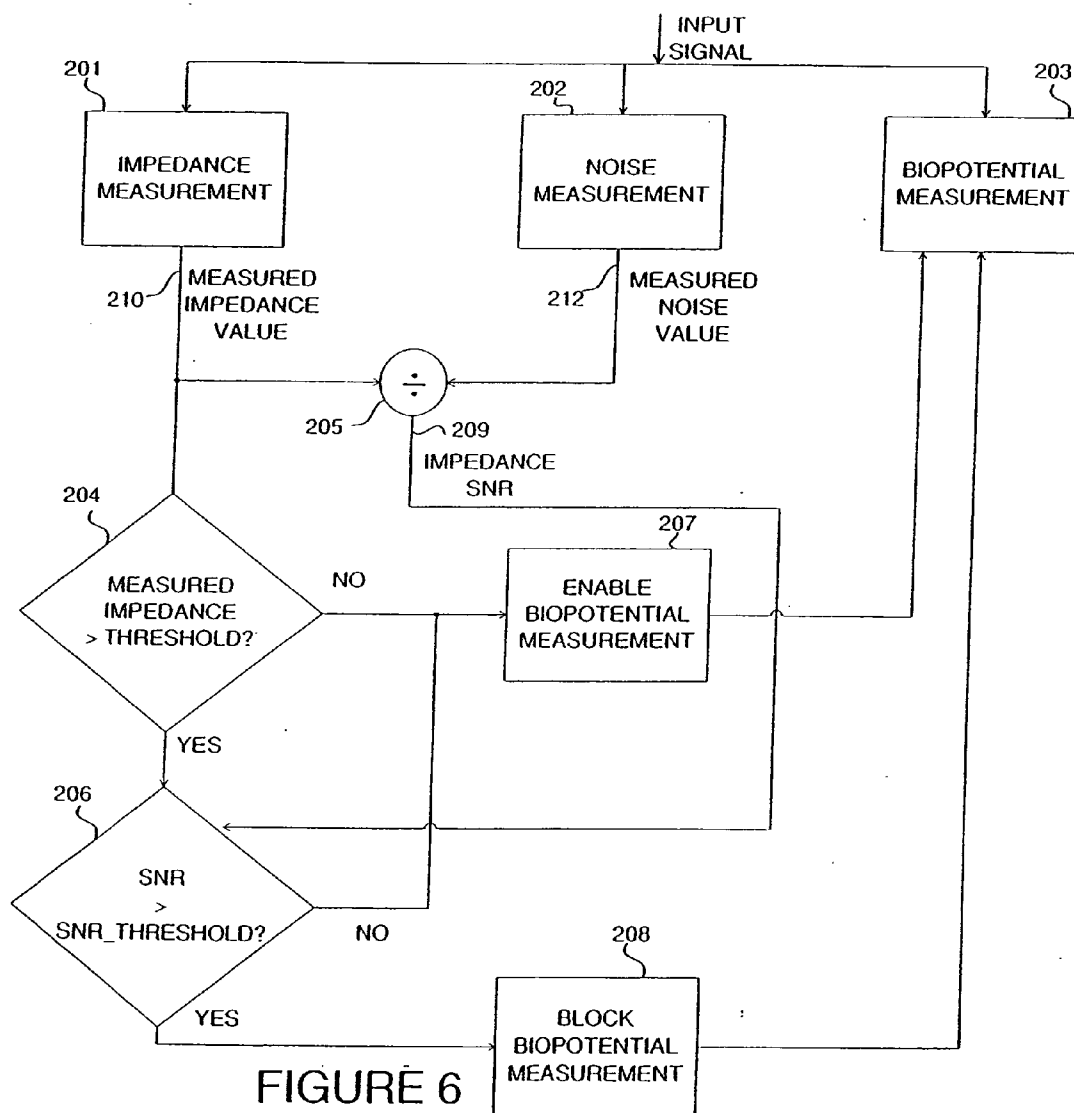 INPUT
SIGNAL
201
202
203
IMPEDANCE
MEASUREMENT
NOISE
MEASUREMENT
BIOPOTENTIAL
MEASUREMENT
210
MEASURED
IMPEDANCE
VALUE
212
MEASURED
NOISE
VALUE
÷
205
209
IMPEDANCE
SNR
204
207
MEASURED
IMPEDANCE
> THRESHOLD?
NO
ENABLE
BIOPOTENTIAL
MEASUREMENT
YES
206
SNR
>
SNR_THRESHOLD?
NO
208
YES
BLOCK
BIOPOTENTIAL
MEASUREMENT
FIGURE 6